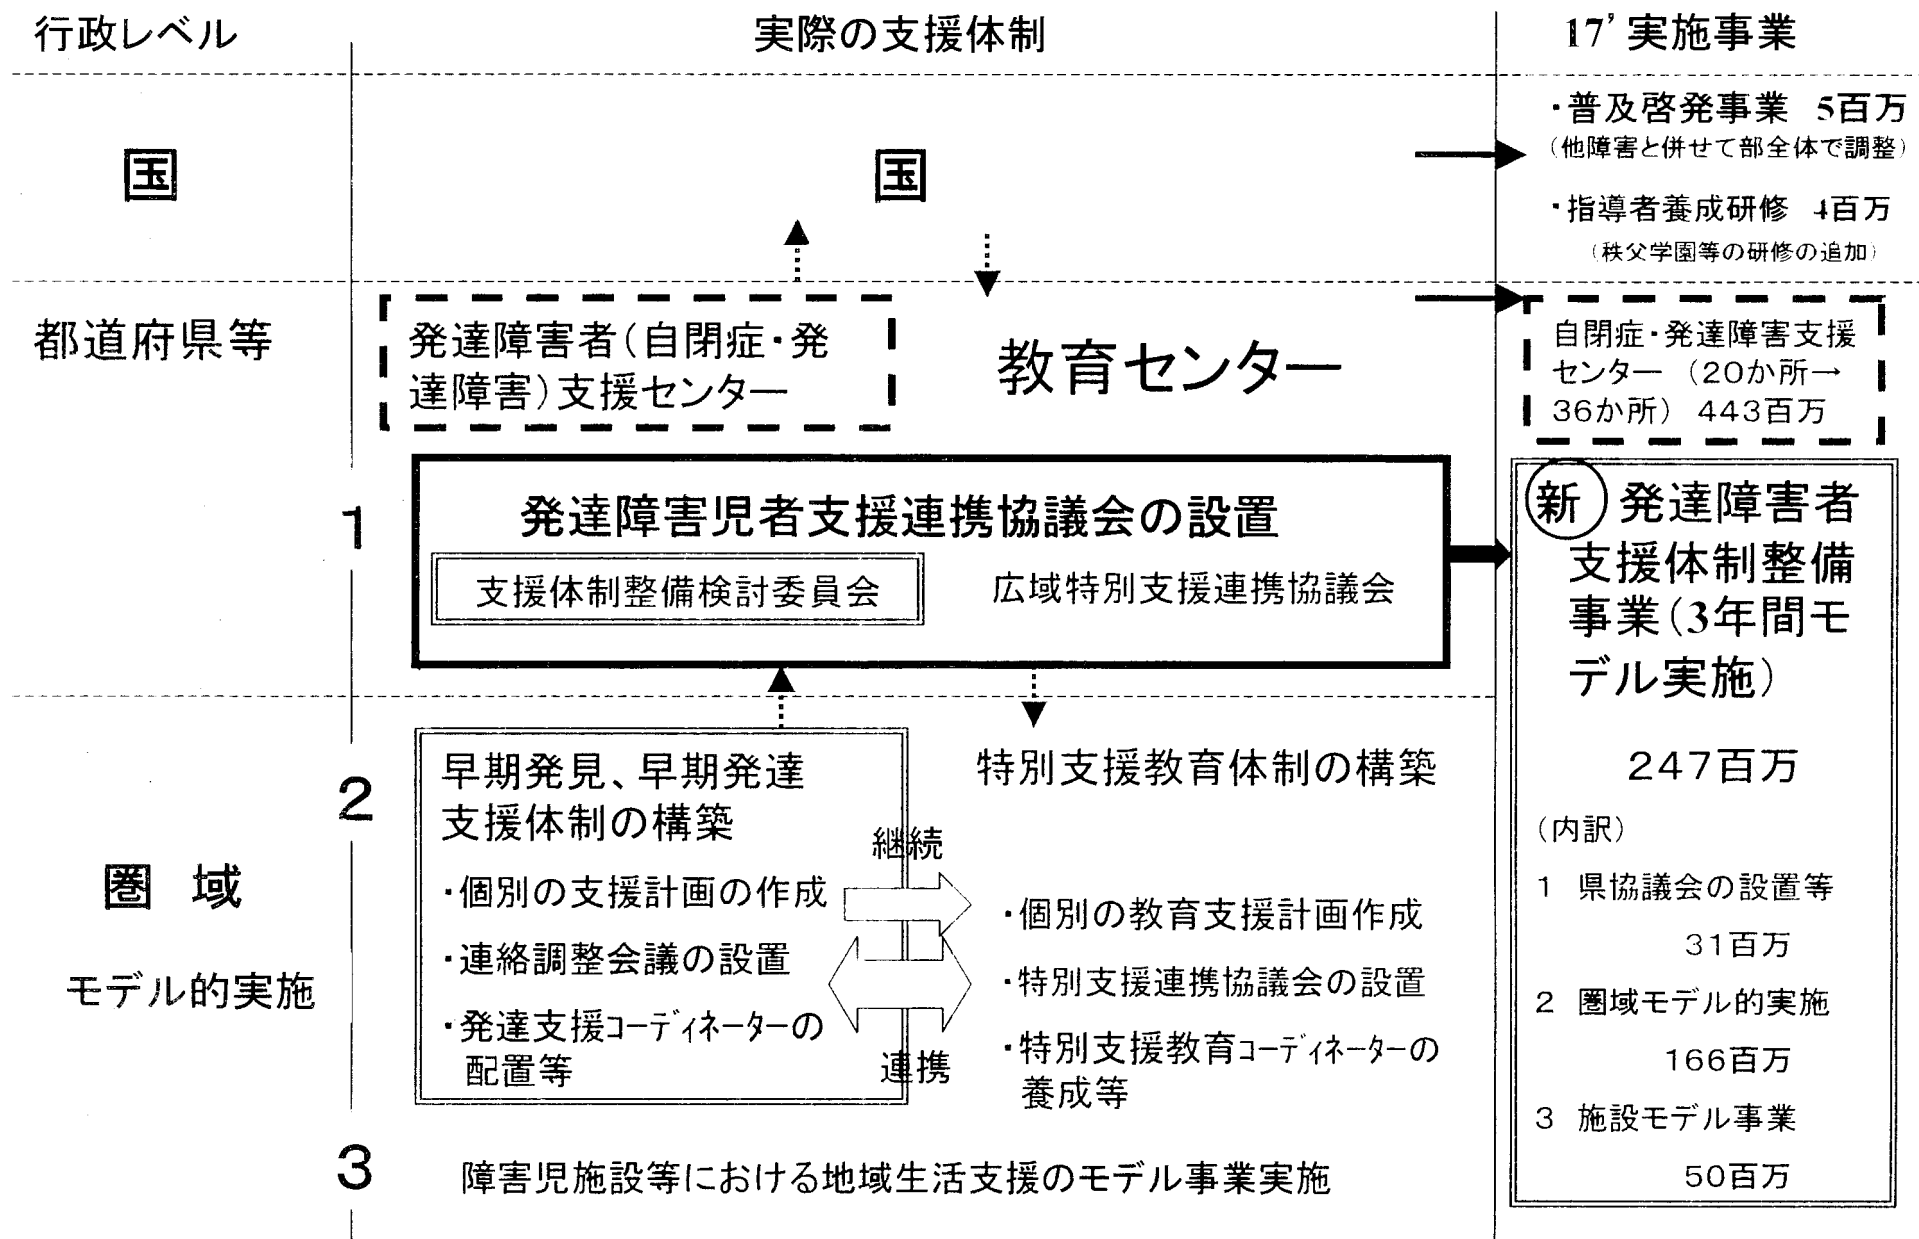 行政レベル
実際の支援体制
17’実施事業
国
国
・普及啓発事業 5百万
(他障害と併せて部全体で調整)
・指導者養成研修 4百万
(秩父学園等の研修の追加)
都道府県等
発達障害者(自閉症・発
達障害)支援センター
教育センター
自閉症・発達障害支援
センター (20か所→
36か所) 443百万
1
発達障害児者支援連携協議会の設置
支援体制整備検討委員会
広域特別支援連携協議会
新 発達障害者
支援体制整備
事業(3年間モ
デル実施)
247百万
(内訳)
1 県協議会の設置等
31百万
2 圏域モデル的実施
166百万
3 施設モデル事業
50百万
圏 域
モデル的実施
2
早期発見、早期発達
支援体制の構築
・個別の支援計画の作成
・連絡調整会議の設置
・発達支援コーディネーターの
配置等
継続
連携
特別支援教育体制の構築
・個別の教育支援計画作成
・特別支援連携協議会の設置
・特別支援教育コーディネーターの
養成等
3
障害児施設等における地域生活支援のモデル事業実施